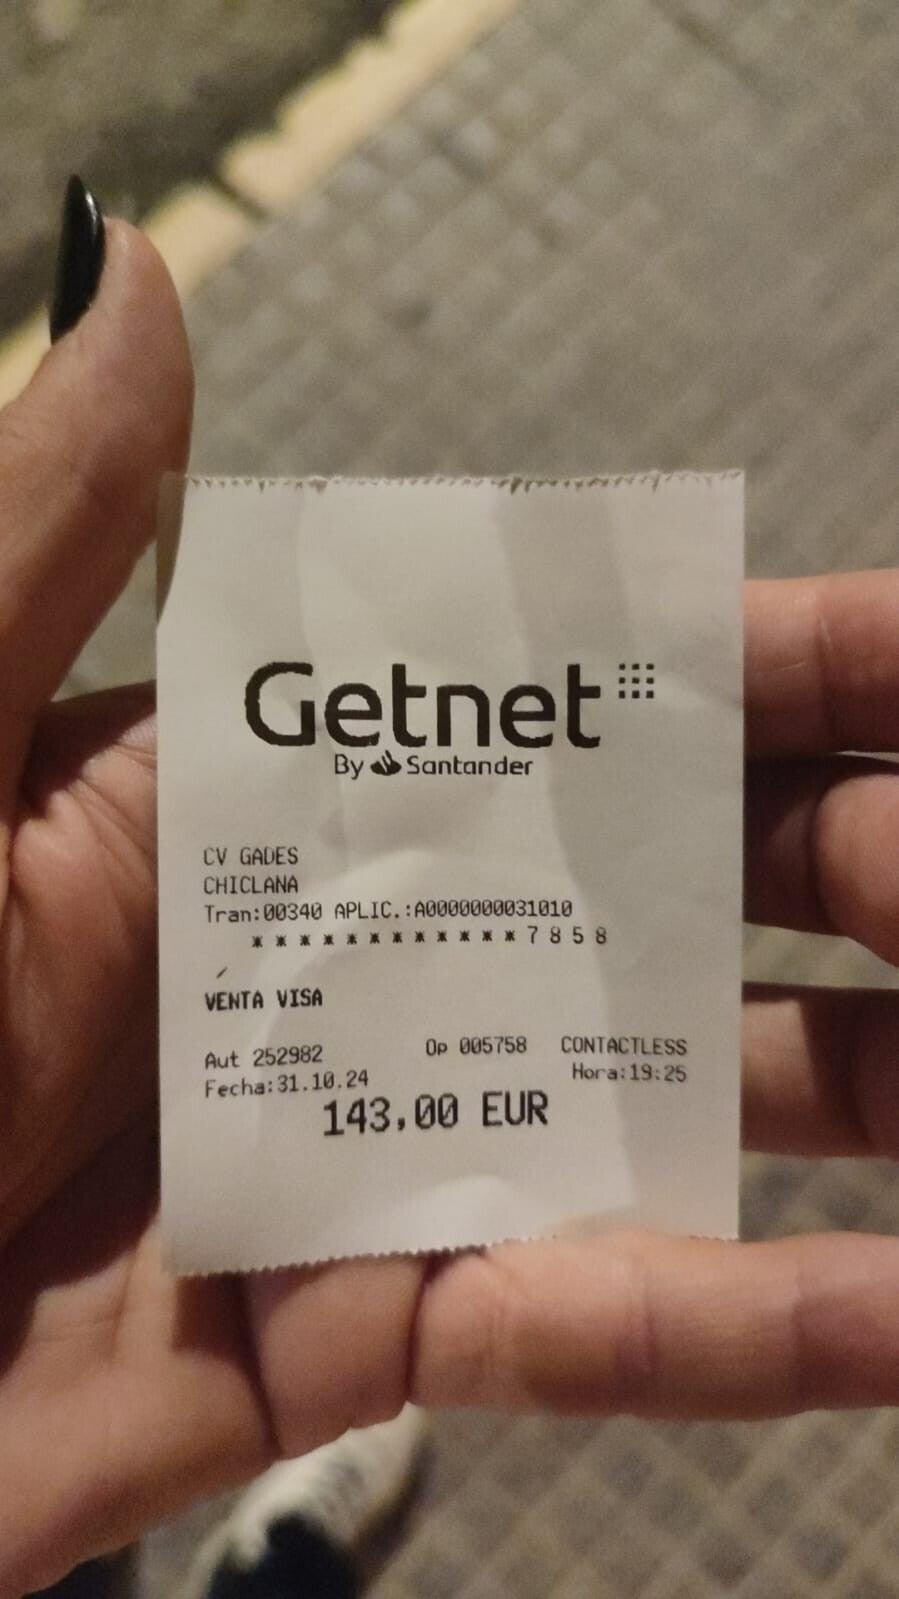 Getnet
By Santander
CV GADES
CHICLANA
Tran:00340 APLIC.:A0000000031010
************7858
VENTA VISA
Aut 252982 Op 005758 CONTACTLESS
Fecha:31.10.24 Hora:19:25
143,00 EUR